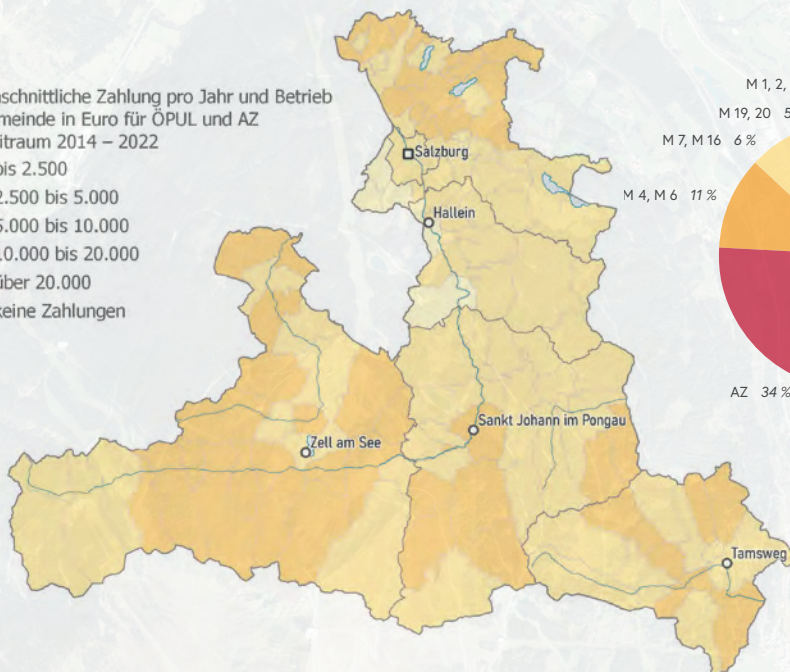 schnittliche Zahlung pro Jahr und Betrieb
meinde in Euro für ÖPUL und AZ
itraum 2014 – 2022
bis 2.500
2.500 bis 5.000
5.000 bis 10.000
10.000 bis 20.000
über 20.000
keine Zahlungen
M 1, 2,
M 19, 20 5
M 7, M 16 6 %
M 4, M 6 11 %
AZ 34 %
Salzburg
Hallein
Sankt Johann im Pongau
Zell am See
Tamsweg